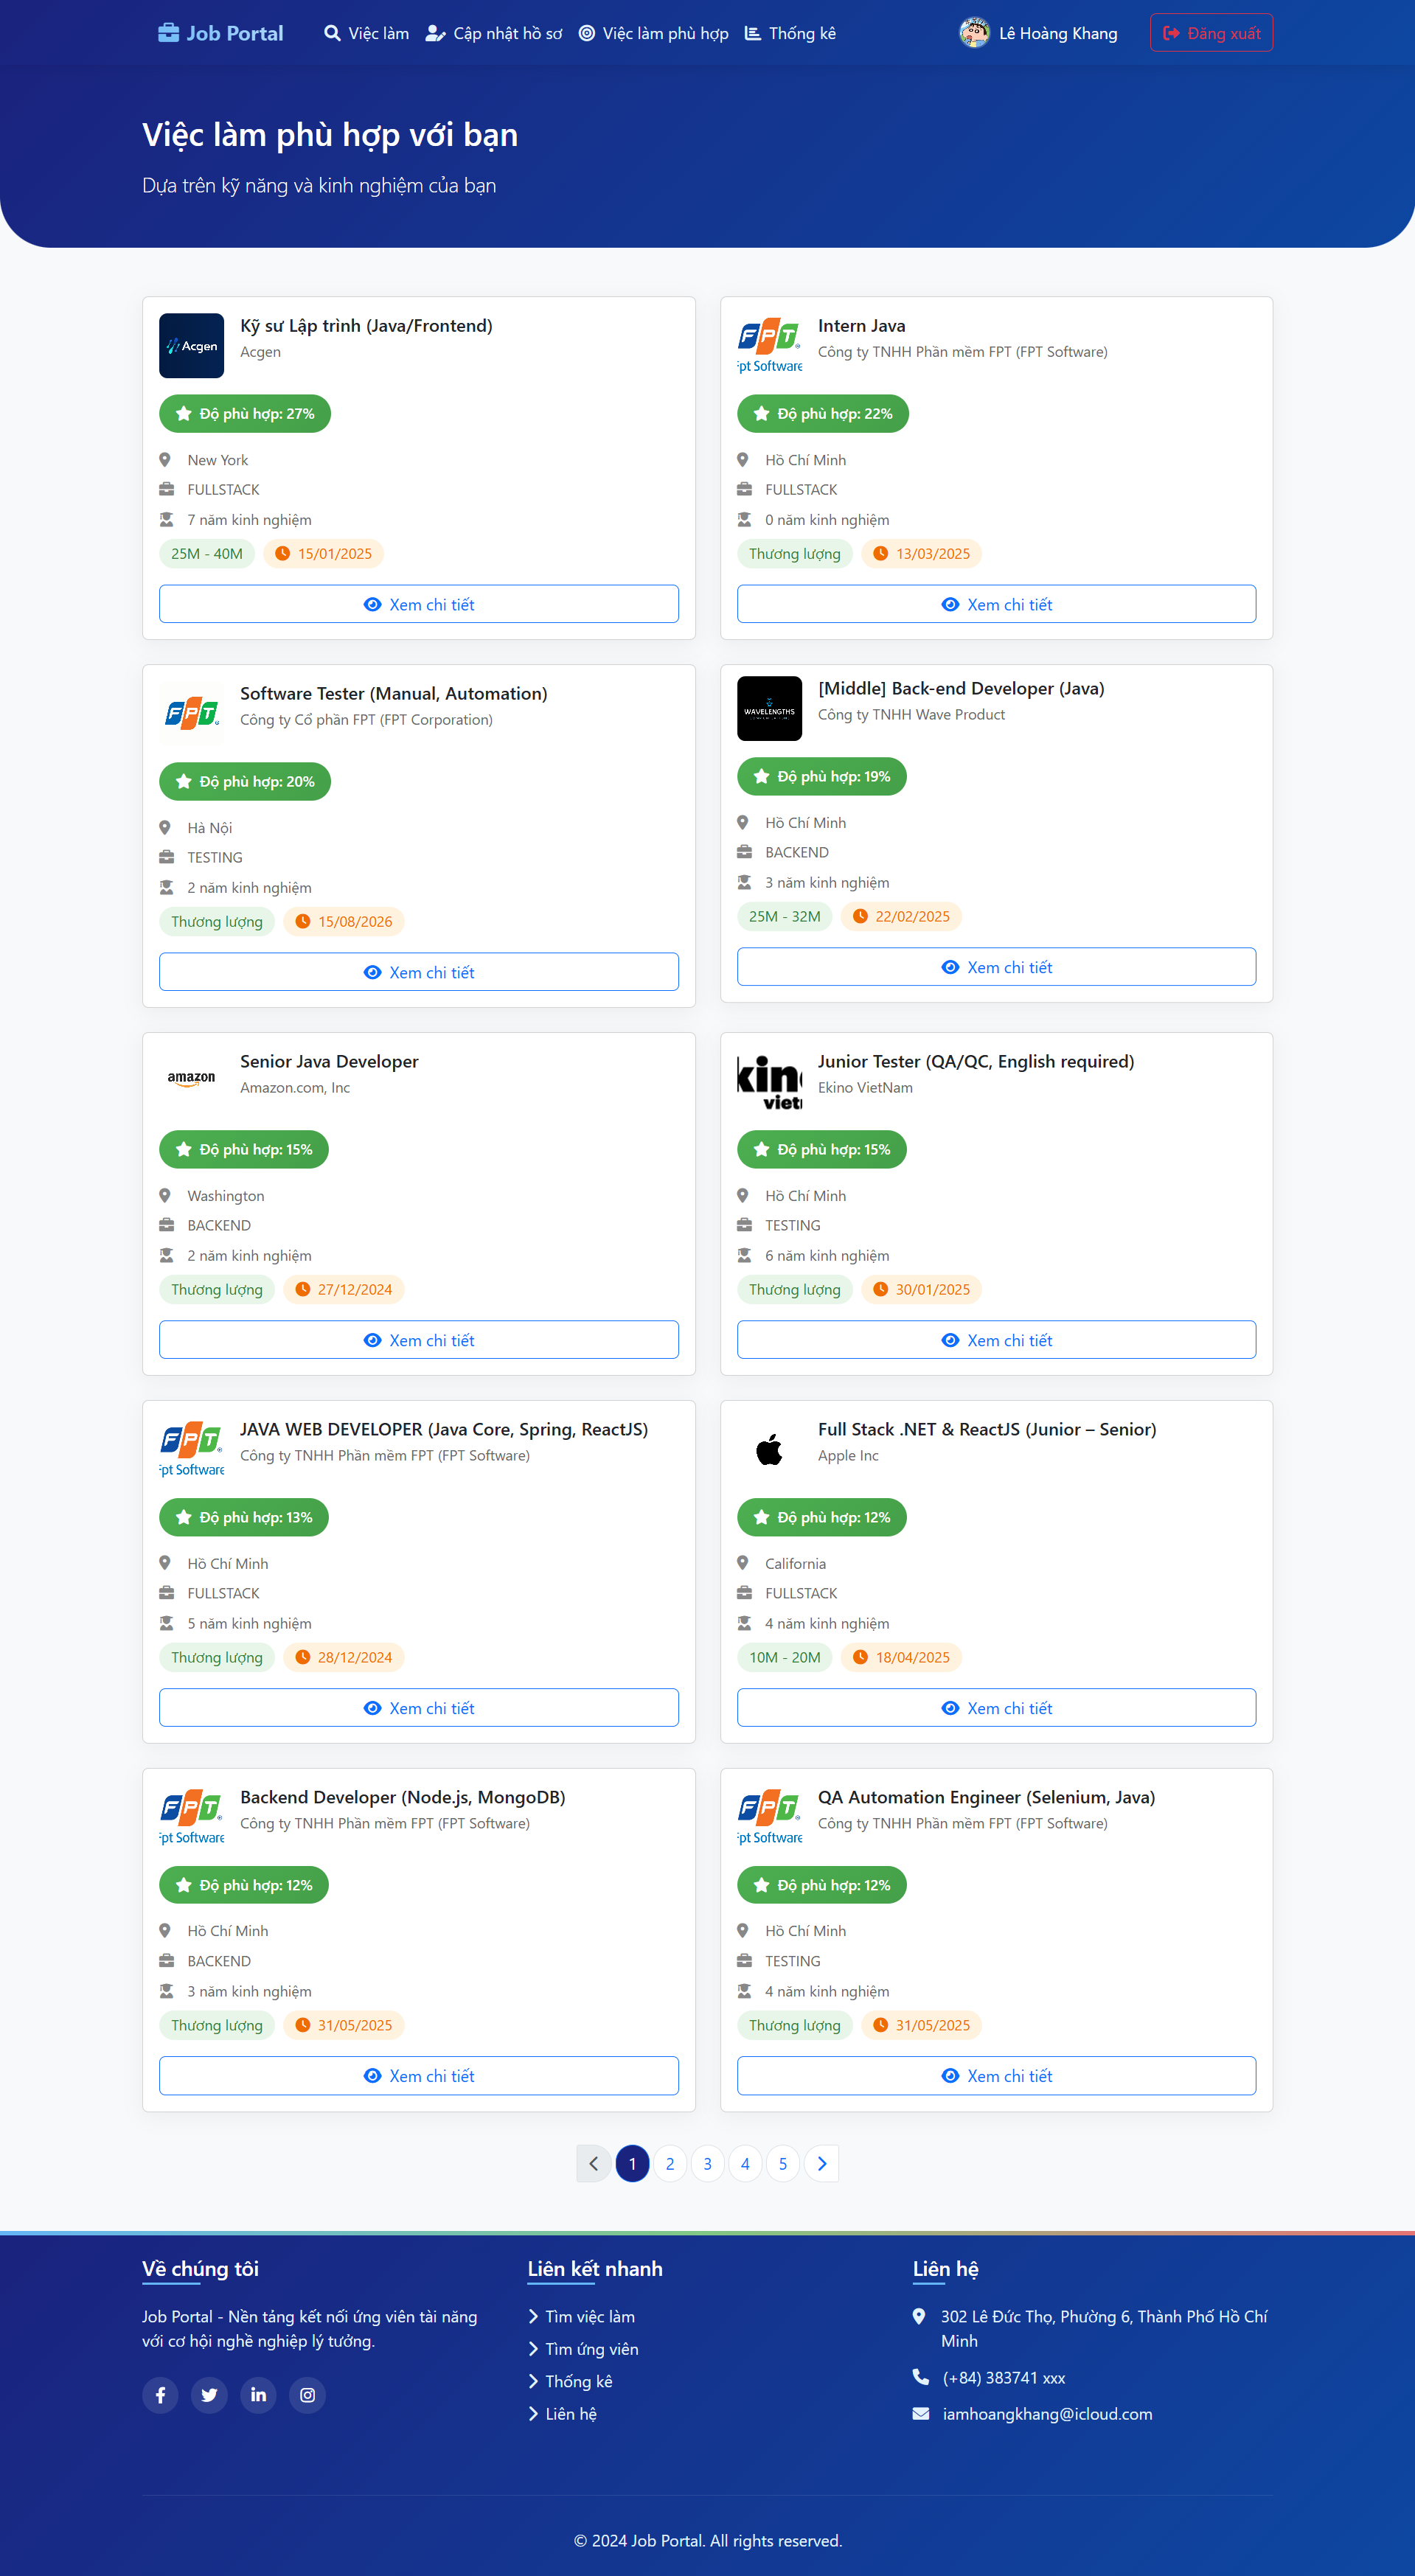 Job Portal
Việc làm
Cập nhật hồ sơ
Việc làm phù hợp
Thống kê
Lê Hoàng Khang
Đăng xuất
Việc làm phù hợp với bạn
Dựa trên kỹ năng và kinh nghiệm của bạn
Acgen
Kỹ sư Lập trình (Java/Frontend)
Acgen
Độ phù hợp: 27%
New York
FULLSTACK
7 năm kinh nghiệm
25M - 40M
15/01/2025
Xem chi tiết
FPT
Fpt Software
Intern Java
Công ty TNHH Phần mềm FPT (FPT Software)
Độ phù hợp: 22%
Hồ Chí Minh
FULLSTACK
0 năm kinh nghiệm
Thương lượng
13/03/2025
Xem chi tiết
FPT
Software Tester (Manual, Automation)
Công ty Cổ phần FPT (FPT Corporation)
Độ phù hợp: 20%
Hà Nội
TESTING
2 năm kinh nghiệm
Thương lượng
15/08/2026
Xem chi tiết
WAVELENGTHS
[Middle] Back-end Developer (Java)
Công ty TNHH Wave Product
Độ phù hợp: 19%
Hồ Chí Minh
BACKEND
3 năm kinh nghiệm
25M - 32M
22/02/2025
Xem chi tiết
amazon
Senior Java Developer
Amazon.com, Inc
Độ phù hợp: 15%
Washington
BACKEND
2 năm kinh nghiệm
Thương lượng
27/12/2024
Xem chi tiết
kin
viet
Junior Tester (QA/QC, English required)
Ekino VietNam
Độ phù hợp: 15%
Hồ Chí Minh
TESTING
6 năm kinh nghiệm
Thương lượng
30/01/2025
Xem chi tiết
FPT
Fpt Software
JAVA WEB DEVELOPER (Java Core, Spring, ReactJS)
Công ty TNHH Phần mềm FPT (FPT Software)
Độ phù hợp: 13%
Hồ Chí Minh
FULLSTACK
5 năm kinh nghiệm
Thương lượng
28/12/2024
Xem chi tiết
Full Stack .NET & ReactJS (Junior – Senior)
Apple Inc
Độ phù hợp: 12%
California
FULLSTACK
4 năm kinh nghiệm
10M - 20M
18/04/2025
Xem chi tiết
FPT
Fpt Software
Backend Developer (Node.js, MongoDB)
Công ty TNHH Phần mềm FPT (FPT Software)
Độ phù hợp: 12%
Hồ Chí Minh
BACKEND
3 năm kinh nghiệm
Thương lượng
31/05/2025
Xem chi tiết
FPT
Fpt Software
QA Automation Engineer (Selenium, Java)
Công ty TNHH Phần mềm FPT (FPT Software)
Độ phù hợp: 12%
Hồ Chí Minh
TESTING
4 năm kinh nghiệm
Thương lượng
31/05/2025
Xem chi tiết
1 2 3 4 5
Về chúng tôi
Job Portal - Nền tảng kết nối ứng viên tài năng
với cơ hội nghề nghiệp lý tưởng.
Liên kết nhanh
Tìm việc làm
Tìm ứng viên
Thống kê
Liên hệ
Liên hệ
302 Lê Đức Thọ, Phường 6, Thành Phố Hồ Chí
Minh
(+84) 383741 xxx
iamhoangkhang@icloud.com
© 2024 Job Portal. All rights reserved.